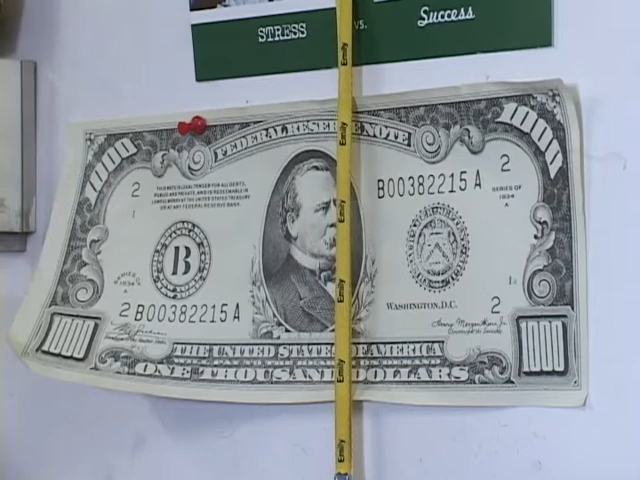 STRESS
VS.
Success
FEDERAL RESERVE NOTE
1000
1000
2
THIS NOTE IS LEGAL TENDER FOR ALL DEBTS,
PUBLIC AND PRIVATE, AND IS REDEEMABLE IN
LAWFUL MONEY AT THE UNITED STATES TREASURY
OR AT ANY FEDERAL RESERVE BANK.
2
B00382215A
SERIES OF
1934
A
B
SERIES OF
1934
A
WASHINGTON, D.C.
2
B00382215A
2
1000
1000
THE UNITED STATES OF AMERICA
ONE THOUSAND DOLLARS
Emily
Emily
Emily
Emily
Emily
Emily